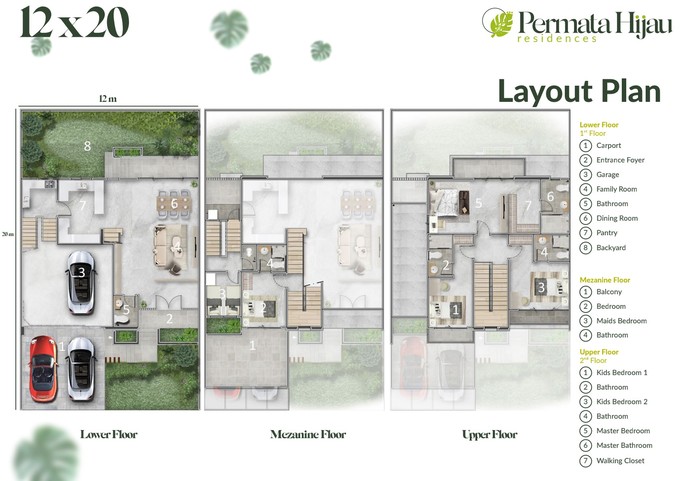 12 x 20
Permata Hijau
residences
Layout Plan
12 m
20 m
8
7
6
4
3
5
2
1
Lower Floor
4
3
2
1
Mezanine Floor
5
7
6
2
4
3
1
Upper Floor
Lower Floor
1st Floor
1 Carport
2 Entrance Foyer
3 Garage
4 Family Room
5 Bathroom
6 Dining Room
7 Pantry
8 Backyard
Mezanine Floor
1 Balcony
2 Bedroom
3 Maids Bedroom
4 Bathroom
Upper Floor
2nd Floor
1 Kids Bedroom 1
2 Bathroom
3 Kids Bedroom 2
4 Bathroom
5 Master Bedroom
6 Master Bathroom
7 Walking Closet